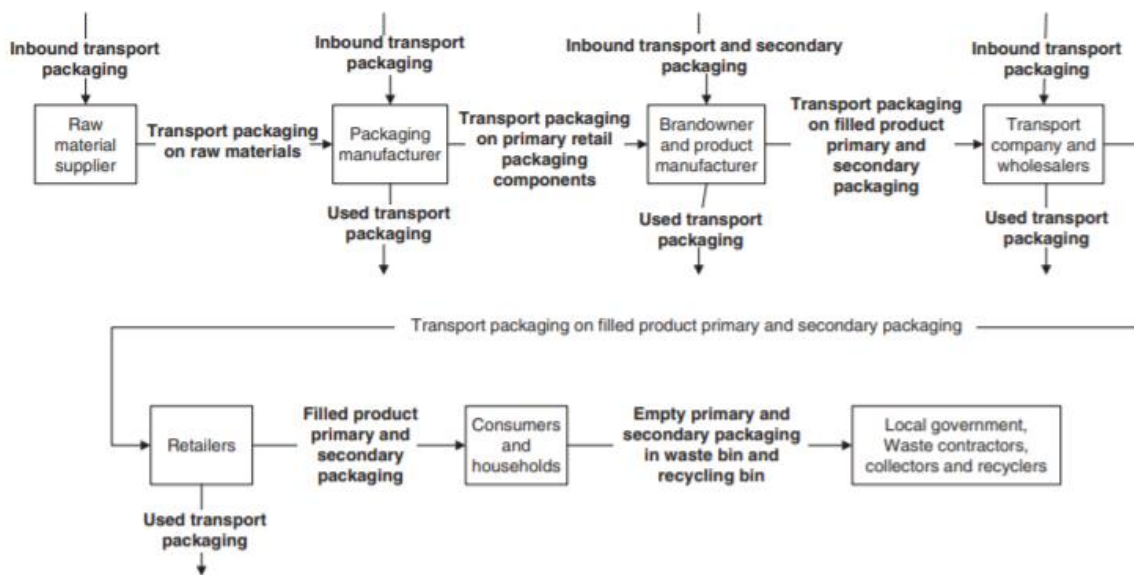 Inbound transport
packaging
Inbound transport
packaging
Inbound transport and secondary
packaging
Inbound transport
packaging
Raw
material
supplier
Transport packaging
on raw materials
Packaging
manufacturer
Transport packaging
on primary retail
packaging
components
Brandowner
and product
manufacturer
Transport packaging
on filled product
primary and
secondary
packaging
Transport
company and
wholesalers
Used transport
packaging
Used transport
packaging
Used transport
packaging
Transport packaging on filled product primary and secondary packaging
Retailers
Filled product
primary and
secondary
packaging
Consumers
and
households
Empty primary and
secondary packaging
in waste bin and
recycling bin
Local government,
Waste contractors,
collectors and recyclers
Used transport
packaging